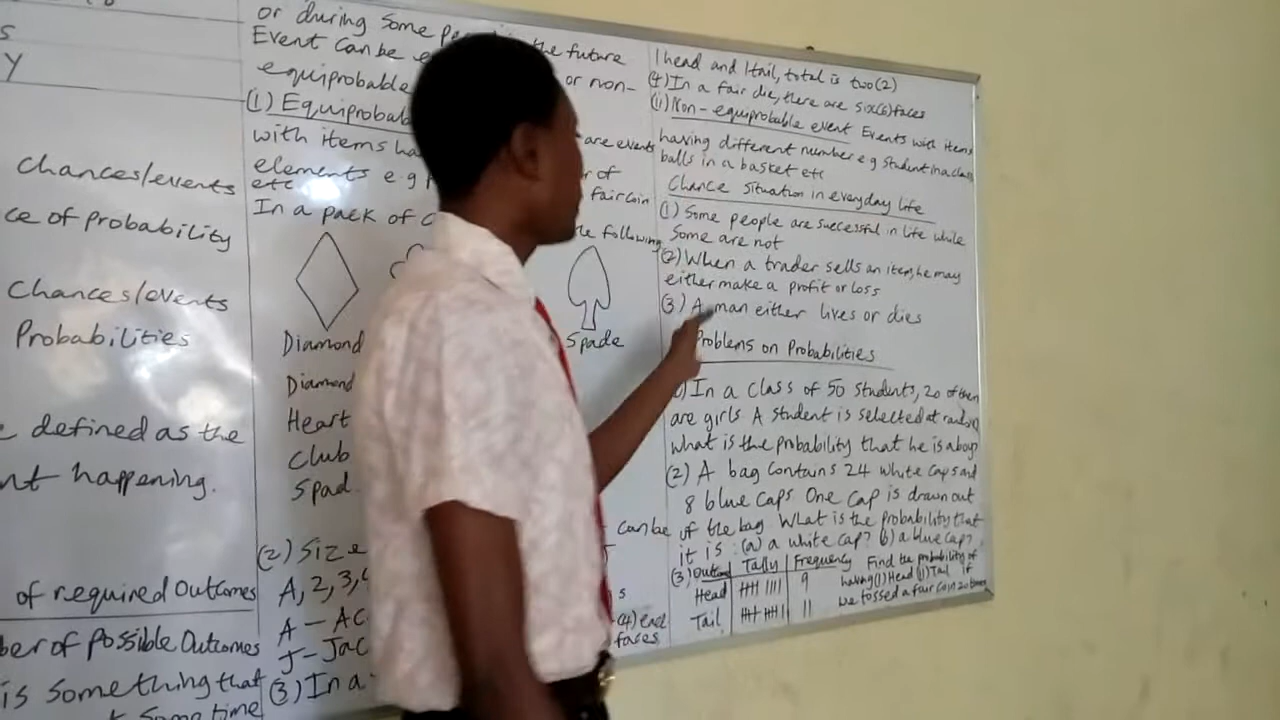 s
y
chances/events
ce of probability
Chances/events
Probabilities
defined as the
nt happening.
of required Outcomes
ber of possible Outcomes
is something that
some time
or during some the future
Event can be
equiprobable or non-
(1) Equiprobab
with items ha are events
elements e.g r of
etc fair coin
In a pack of c following
Diamond
Spade
Diamond
Heart
Club
Spad
can be
(2) Size
A, 2, 3, 4
s
A - AC
(4) each
faces
J - Jac
(3) In a
1 head and 1 tail, total is two (2)
(4) In a fair die, there are six(6) faces
(ii) Non-equiprobable event Events with items
having different number e.g Student in a class
balls in a basket etc
Chance Situation in everyday life
(1) Some people are successful in life while
Some are not
(2) When a trader sells an item, he may
either make a profit or loss
(3) A man either lives or dies
Problems on Probabilities
In a class of 50 students, 20 of them
are girls A student is selected at random
what is the probability that he is a boy?
(2) A bag contains 24 white caps and
8 blue caps One cap is drawn out
of the bag What is the probability that
it is : (a) a white cap? b) a blue cap?
(3) Tally Frequency Find the probability of
Head 9 having (i) Head (ii) Tail if
Tail 11 we tossed a fair coin 20 times